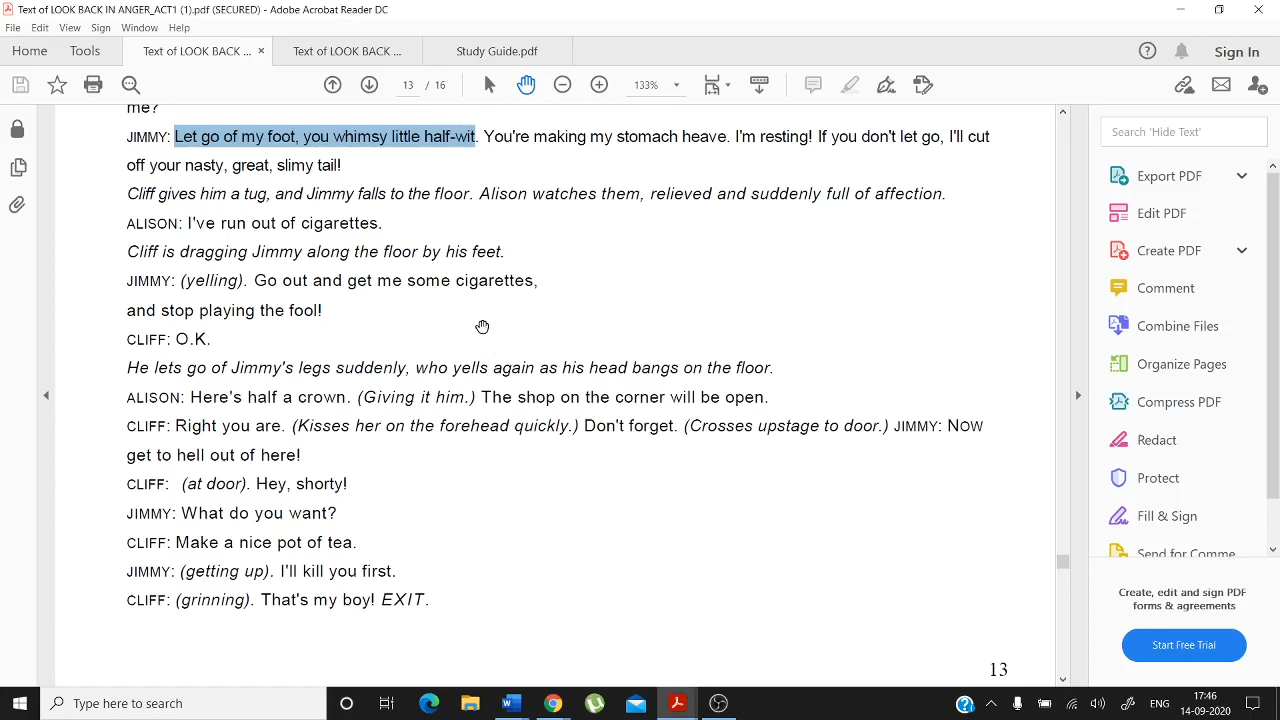 Text of LOOK BACK IN ANGER_ACT1 (1).pdf (SECURED) - Adobe Acrobat Reader DC
File Edit View Sign Window Help
Home Tools Text of LOOK BACK ... × Text of LOOK BACK ... Study Guide.pdf Sign In
13 / 16 133%
me?
JIMMY: Let go of my foot, you whimsy little half-wit. You're making my stomach heave. I'm resting! If you don't let go, I'll cut
off your nasty, great, slimy tail!
Cliff gives him a tug, and Jimmy falls to the floor. Alison watches them, relieved and suddenly full of affection.
ALISON: I've run out of cigarettes.
Cliff is dragging Jimmy along the floor by his feet.
JIMMY: (yelling). Go out and get me some cigarettes,
and stop playing the fool!
CLIFF: O.K.
He lets go of Jimmy's legs suddenly, who yells again as his head bangs on the floor.
ALISON: Here's half a crown. (Giving it him.) The shop on the corner will be open.
CLIFF: Right you are. (Kisses her on the forehead quickly.) Don't forget. (Crosses upstage to door.) JIMMY: NOW
get to hell out of here!
CLIFF: (at door). Hey, shorty!
JIMMY: What do you want?
CLIFF: Make a nice pot of tea.
JIMMY: (getting up). I'll kill you first.
CLIFF: (grinning). That's my boy! EXIT.
13
Search 'Hide Text'
Export PDF
Edit PDF
Create PDF
Comment
Combine Files
Organize Pages
Compress PDF
Redact
Protect
Fill & Sign
Send for Comme
Create, edit and sign PDF
forms & agreements
Start Free Trial
Type here to search
ENG
17:46
14-09-2020